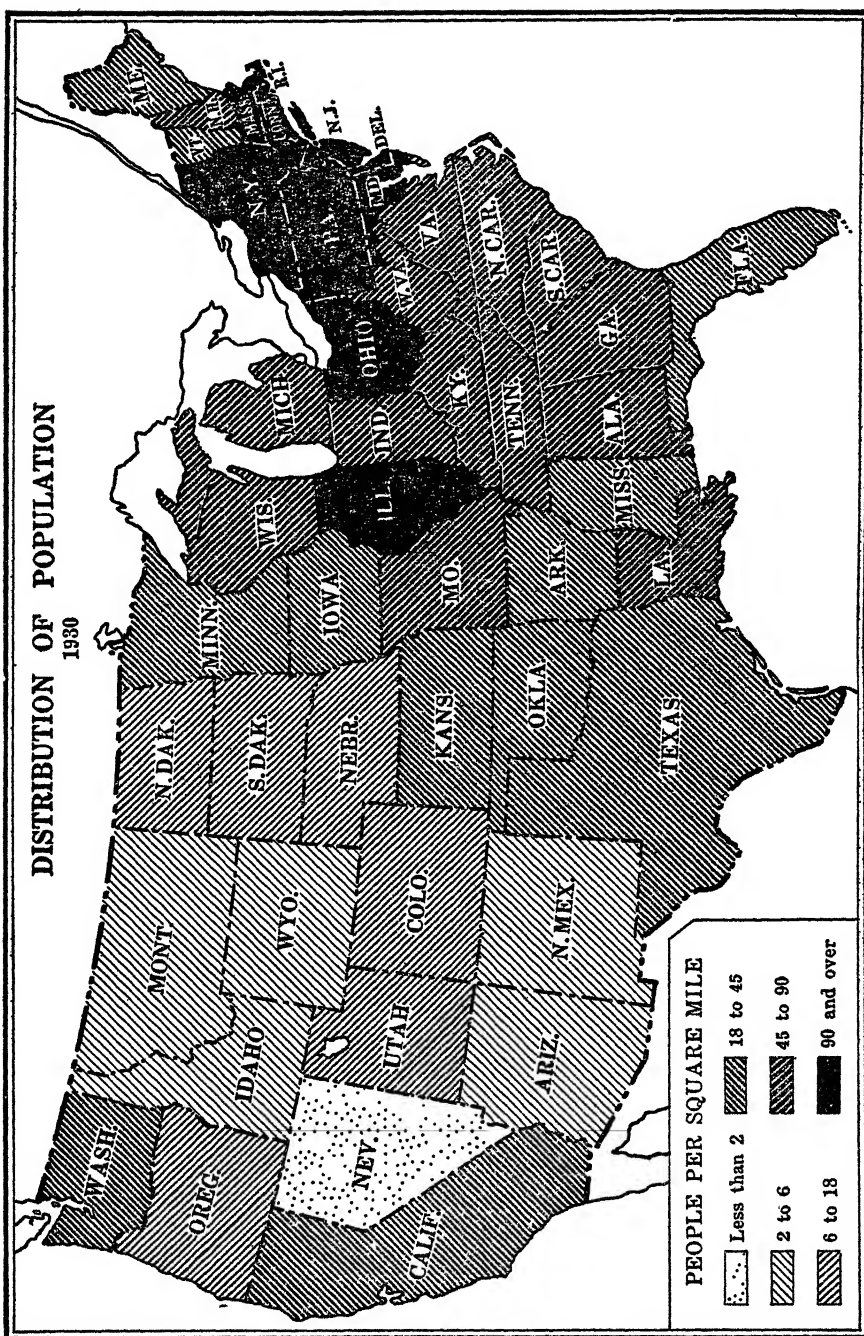 DISTRIBUTION OF POPULATION
1930
WASH.
OREG.
CALIF.
NEV
IDAHO
MONT
WYO.
UTAH
COLO.
ARIZ.
N.MEX.
N.DAK.
S.DAK.
NEBR.
KANS
OKLA
TEXAS
MINN.
IOWA
MO.
ARK.
LA.
WIS.
ILL.
MICH.
IND.
OHIO
KY.
TENN.
MISS.
ALA.
GA.
FLA.
S.CAR.
N.CAR.
VA.
W.VA.
MD.
DEL.
PA.
N.J.
N.Y.
CONN.
R.I.
MASS.
VT.
N.H.
ME.
PEOPLE PER SQUARE MILE
Less than 2
2 to 6
6 to 18
18 to 45
45 to 90
90 and over